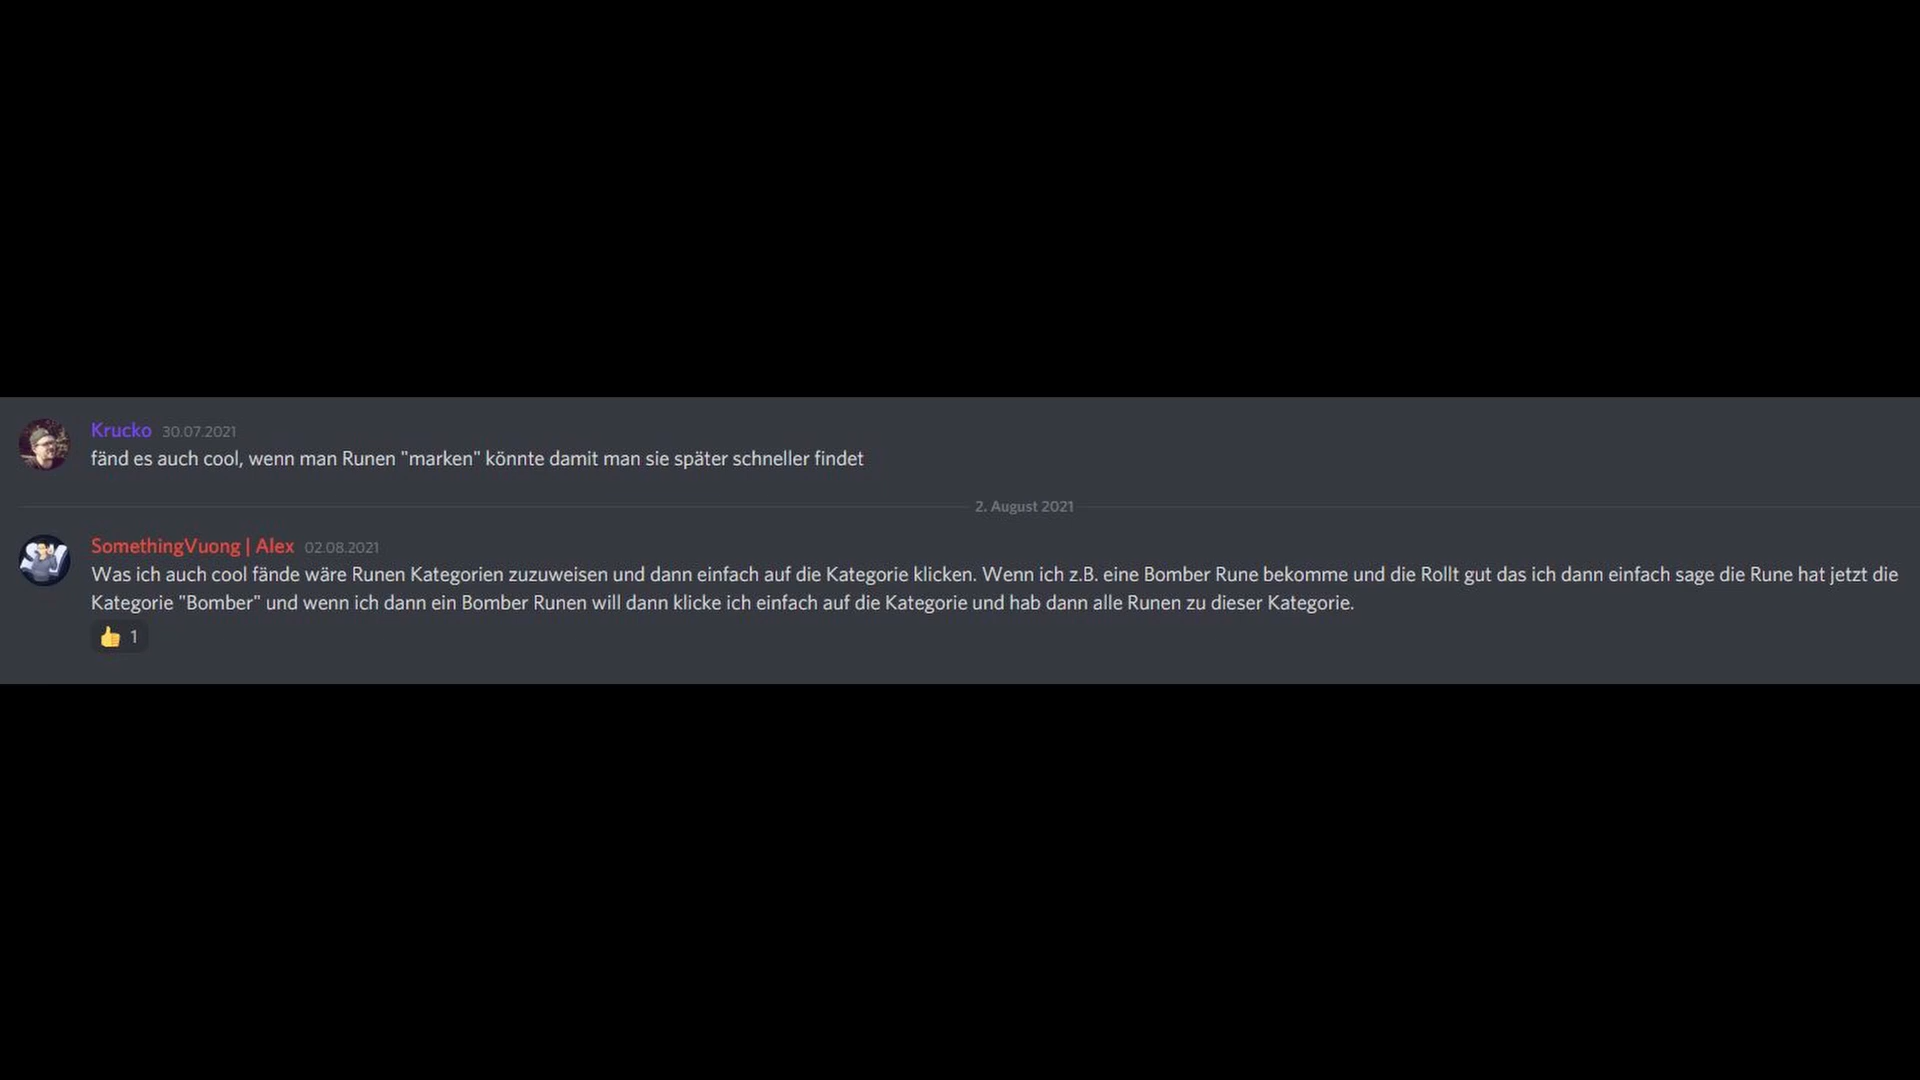 Krucko 30.07.2021
fänd es auch cool, wenn man Runen "marken" könnte damit man sie später schneller findet
2. August 2021
SomethingVuong | Alex 02.08.2021
Was ich auch cool fände wäre Runen Kategorien zuzuweisen und dann einfach auf die Kategorie klicken. Wenn ich z.B. eine Bomber Rune bekomme und die Rollt gut das ich dann einfach sage die Rune hat jetzt die
Kategorie "Bomber" und wenn ich dann ein Bomber Runen will dann klicke ich einfach auf die Kategorie und hab dann alle Runen zu dieser Kategorie.
👍 1